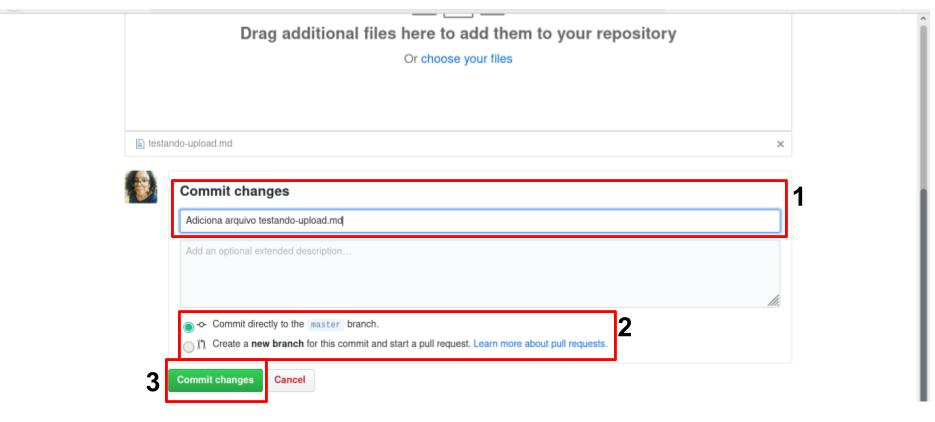 Drag additional files here to add them to your repository
Or choose your files
testando-upload.md
Commit changes
1
Adiciona arquivo testando-upload.md
Add an optional extended description...
Commit directly to the master branch.
2
Create a new branch for this commit and start a pull request. Learn more about pull requests.
3
Commit changes
Cancel